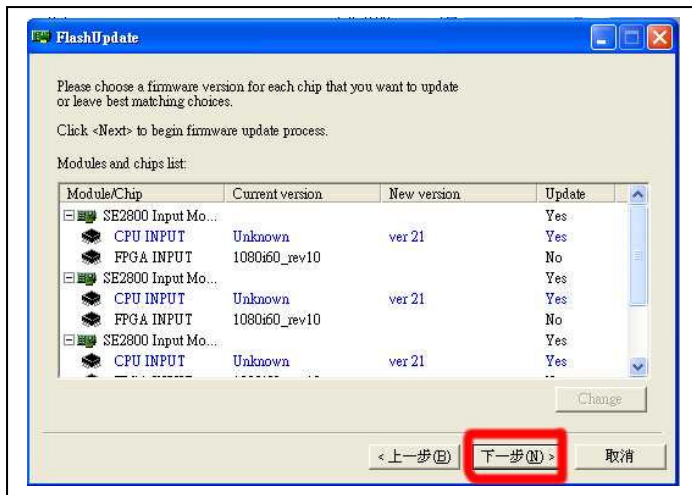 FlashUpdate
Please choose a firmware version for each chip that you want to update
or leave best matching choices.
Click <Next> to begin firmware update process.
Modules and chips list:
Module/Chip Current version New version Update
SE2800 Input Mo... Yes
CPU INPUT Unknown ver 21 Yes
FPGA INPUT 1080i60_rev10 No
SE2800 Input Mo... Yes
CPU INPUT Unknown ver 21 Yes
FPGA INPUT 1080i60_rev10 No
SE2800 Input Mo... Yes
CPU INPUT Unknown ver 21 Yes
Change
<上一步(B) 下一步(N)> 取消